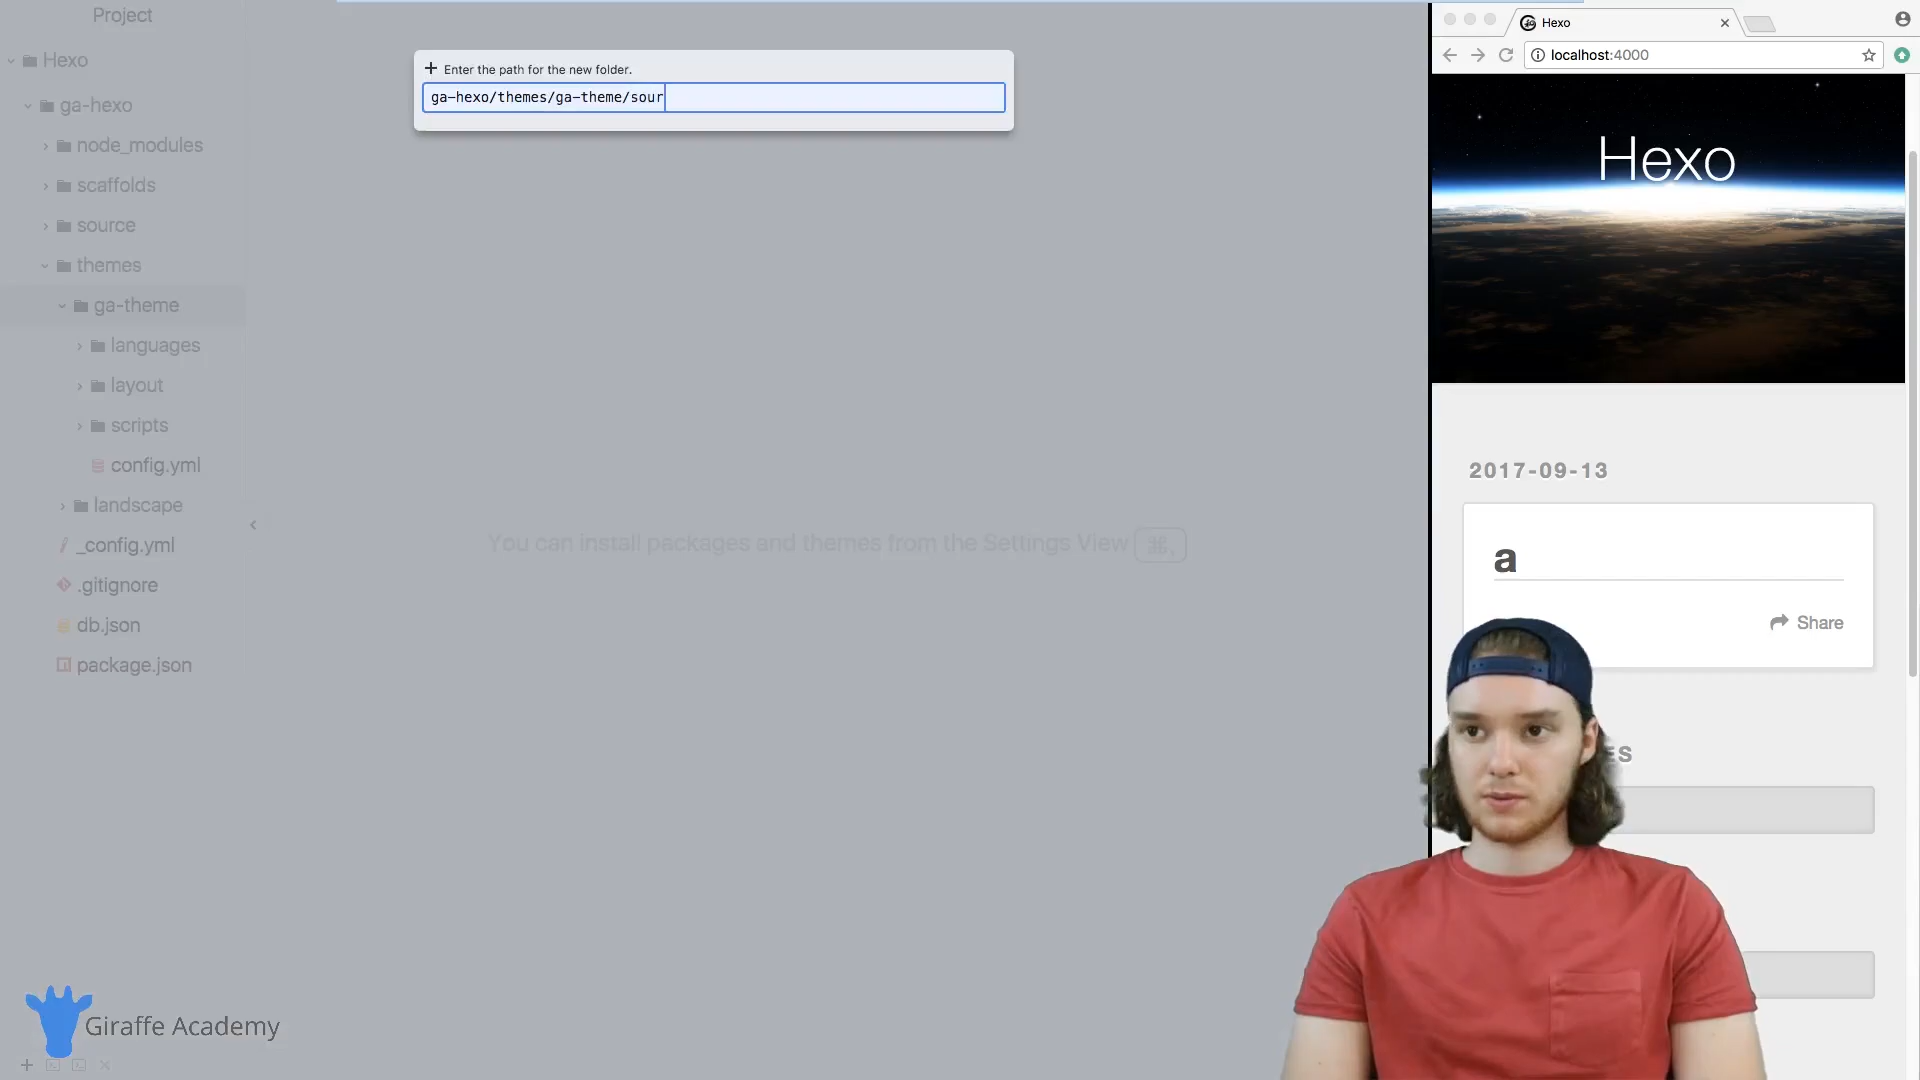 Project
Hexo
ga-hexo
node_modules
scaffolds
source
themes
ga-theme
languages
layout
scripts
config.yml
landscape
_config.yml
.gitignore
db.json
package.json
Giraffe Academy
Enter the path for the new folder.
ga-hexo/themes/ga-theme/sour
You can install packages and themes from the Settings View ⌘,
Hexo
localhost:4000
Hexo
2017-09-13
a
Share
ES